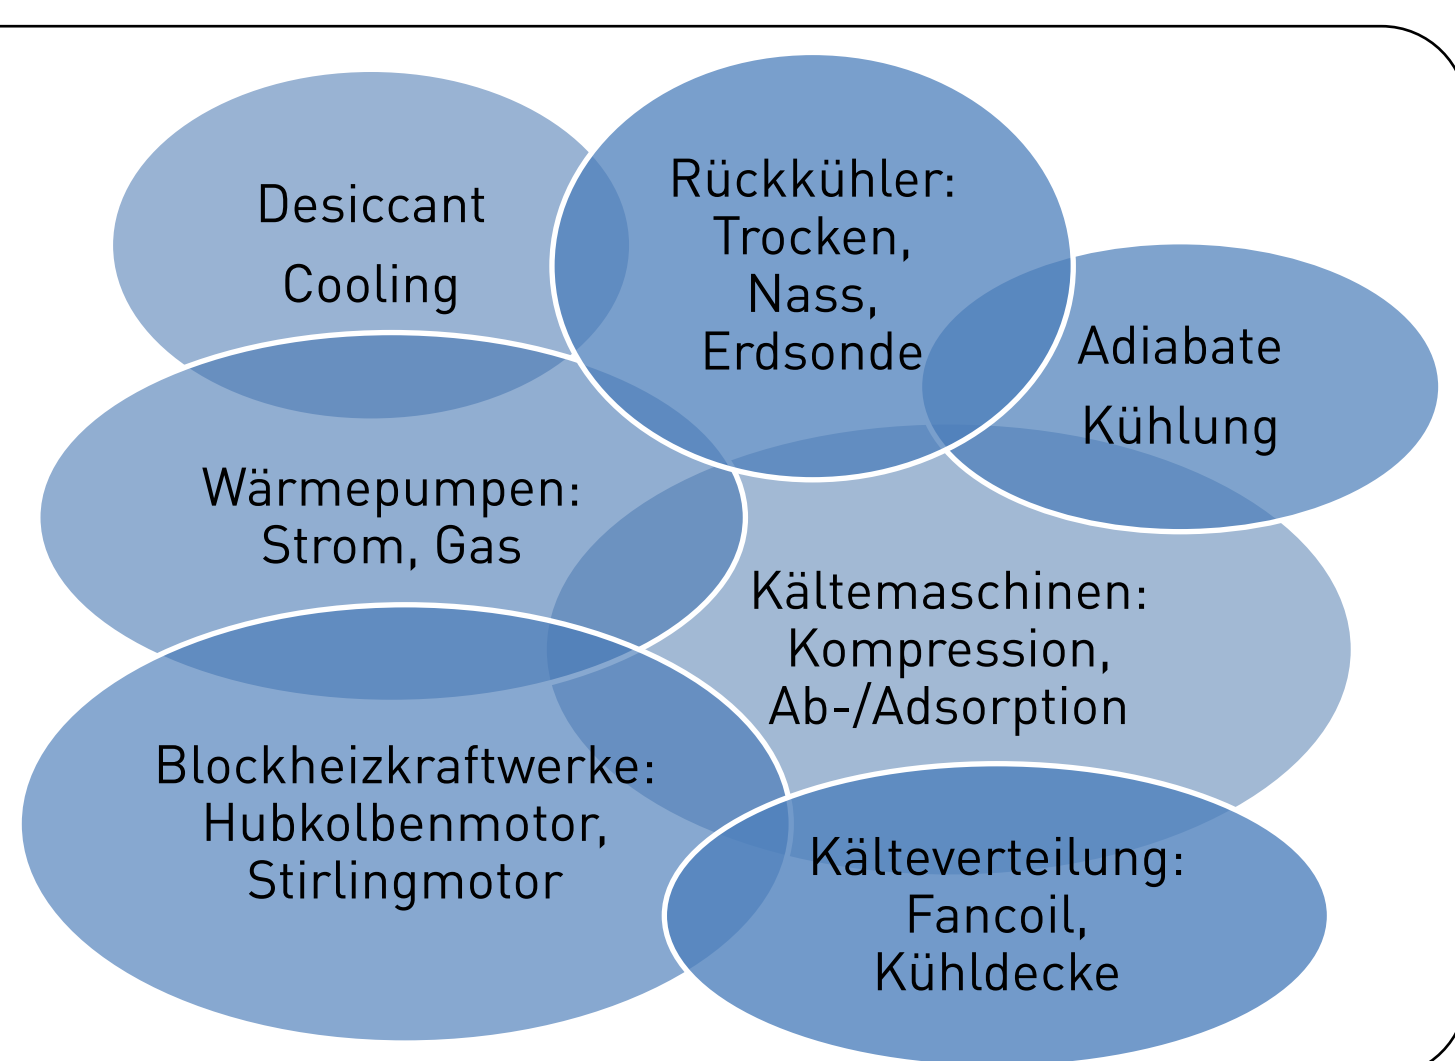 Desiccant
Cooling
Rückkühler:
Trocken,
Nass,
Erdsonde
Adiabate
Kühlung
Wärmepumpen:
Strom, Gas
Kältemaschinen:
Kompression,
Ab-/Adsorption
Blockheizkraftwerke:
Hubkolbenmotor,
Stirlingmotor
Kälteverteilung:
Fancoil,
Kühldecke